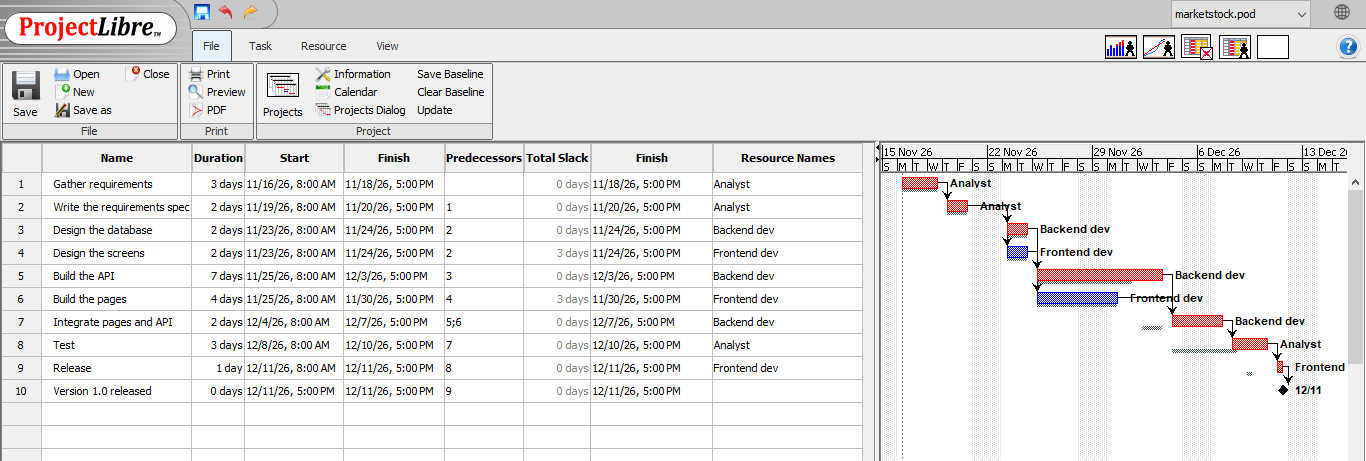 ProjectLibre™
marketstock.pod
File Task Resource View
Save Open New Save as Close File
Print Preview PDF Print
Projects Information Calendar Projects Dialog Save Baseline Clear Baseline Update Project
Name Duration Start Finish Predecessors Total Slack Finish Resource Names
1 Gather requirements 3 days 11/16/26, 8:00 AM 11/18/26, 5:00 PM 0 days 11/18/26, 5:00 PM Analyst
2 Write the requirements spec 2 days 11/19/26, 8:00 AM 11/20/26, 5:00 PM 1 0 days 11/20/26, 5:00 PM Analyst
3 Design the database 2 days 11/23/26, 8:00 AM 11/24/26, 5:00 PM 2 0 days 11/24/26, 5:00 PM Backend dev
4 Design the screens 2 days 11/23/26, 8:00 AM 11/24/26, 5:00 PM 2 3 days 11/24/26, 5:00 PM Frontend dev
5 Build the API 7 days 11/25/26, 8:00 AM 12/3/26, 5:00 PM 3 0 days 12/3/26, 5:00 PM Backend dev
6 Build the pages 4 days 11/25/26, 8:00 AM 11/30/26, 5:00 PM 4 3 days 11/30/26, 5:00 PM Frontend dev
7 Integrate pages and API 2 days 12/4/26, 8:00 AM 12/7/26, 5:00 PM 5;6 0 days 12/7/26, 5:00 PM Backend dev
8 Test 3 days 12/8/26, 8:00 AM 12/10/26, 5:00 PM 7 0 days 12/10/26, 5:00 PM Analyst
9 Release 1 day 12/11/26, 8:00 AM 12/11/26, 5:00 PM 8 0 days 12/11/26, 5:00 PM Frontend dev
10 Version 1.0 released 0 days 12/11/26, 5:00 PM 12/11/26, 5:00 PM 9 0 days 12/11/26, 5:00 PM
15 Nov 26 22 Nov 26 29 Nov 26 6 Dec 26 13 Dec 26
S M T W T F S S M T W T F S S M T W T F S S M T W T F S S M T
Analyst
Analyst
Backend dev
Frontend dev
Backend dev
Frontend dev
Backend dev
Analyst
Frontend
12/11